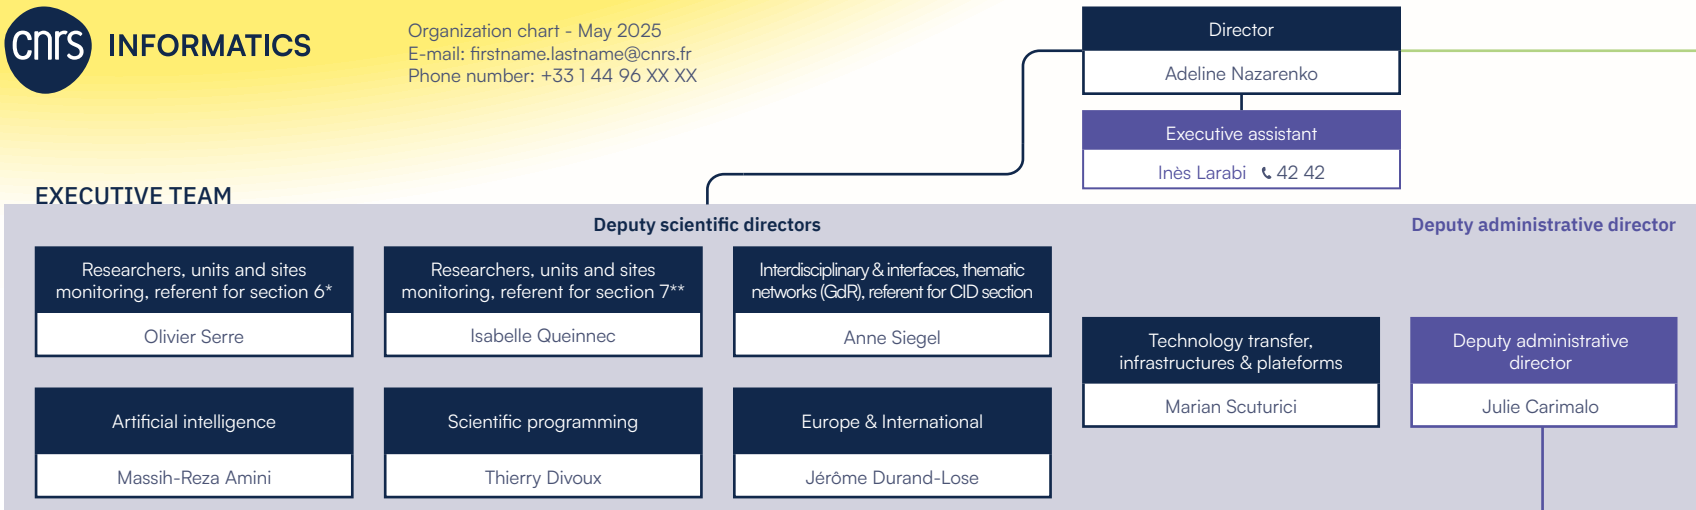 cnrs INFORMATICS
Organization chart - May 2025
E-mail: firstname.lastname@cnrs.fr
Phone number: +33 1 44 96 XX XX
Director
Adeline Nazarenko
Executive assistant
Inès Larabi 42 42
EXECUTIVE TEAM
Deputy scientific directors
Deputy administrative director
Researchers, units and sites
monitoring, referent for section 6*
Olivier Serre
Researchers, units and sites
monitoring, referent for section 7**
Isabelle Queinnec
Interdisciplinary & interfaces, thematic
networks (GdR), referent for CID section
Anne Siegel
Technology transfer,
infrastructures & plateforms
Marian Scuturici
Deputy administrative
director
Julie Carimalo
Artificial intelligence
Massih-Reza Amini
Scientific programming
Thierry Divoux
Europe & International
Jérôme Durand-Lose